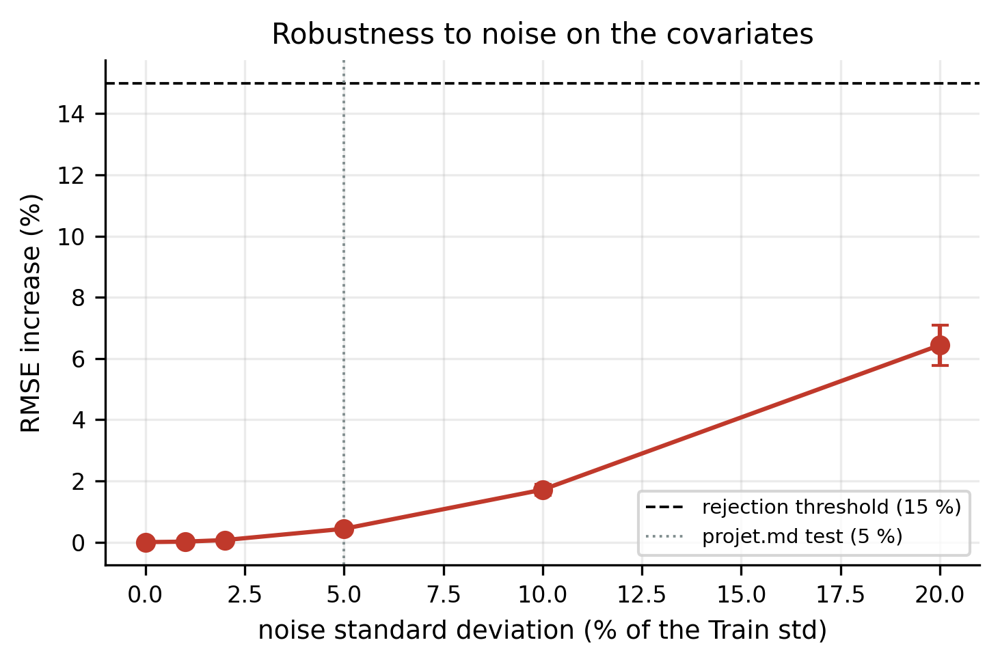 Robustness to noise on the covariates
RMSE increase (%)
14
12
10
8
6
4
2
0
rejection threshold (15 %)
projet.md test (5 %)
0.0 2.5 5.0 7.5 10.0 12.5 15.0 17.5 20.0
noise standard deviation (% of the Train std)